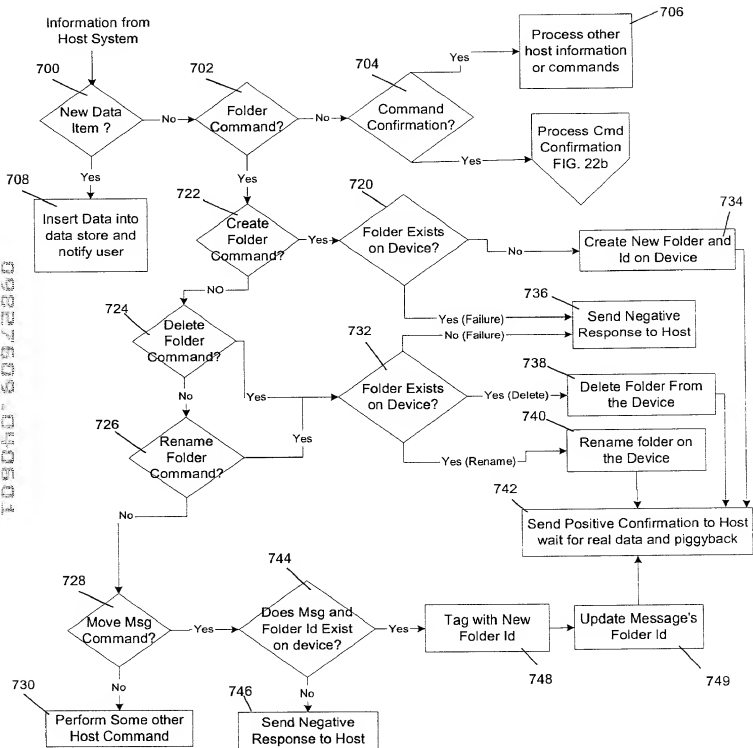 Information from
Host System
700
New Data
Item ?
No
702
Folder
Command?
No
704
Command
Confirmation?
Yes
706
Process other
host information
or commands
Yes
Process Cmd
Confirmation
FIG. 22b
Yes
708
Insert Data into
data store and
notify user
Yes
722
Create
Folder
Command?
Yes
720
Folder Exists
on Device?
No
734
Create New Folder and
Id on Device
NO
724
Delete
Folder
Command?
Yes (Failure)
No (Failure)
736
Send Negative
Response to Host
732
Folder Exists
on Device?
Yes
Yes (Delete)
738
Delete Folder From
the Device
No
726
Rename
Folder
Command?
Yes
Yes (Rename)
740
Rename folder on
the Device
742
Send Positive Confirmation to Host
wait for real data and piggyback
No
728
Move Msg
Command?
Yes
744
Does Msg and
Folder Id Exist
on device?
Yes
Tag with New
Folder Id
748
Update Message's
Folder Id
749
No
730
Perform Some other
Host Command
No
746
Send Negative
Response to Host